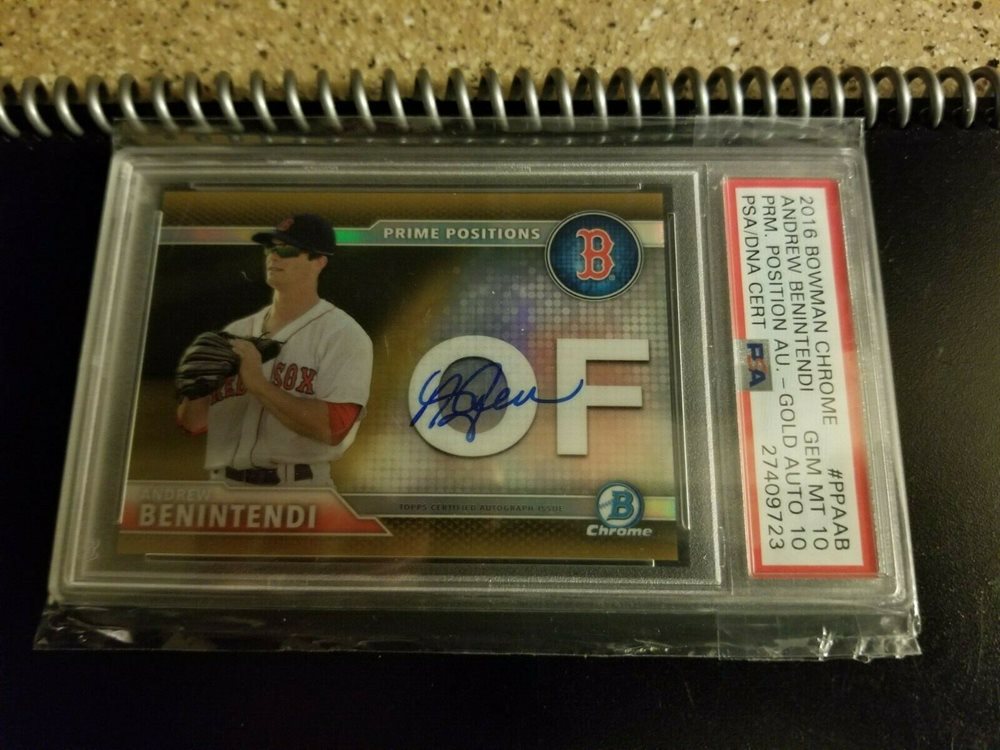 PRIME POSITIONS
B
RED SOX
OF
ANDREW
BENINTENDI
TOPPS CERTIFIED AUTOGRAPH ISSUE
B
Chrome
2016 BOWMAN CHROME #PPAAB
ANDREW BENINTENDI GEM MT 10
PRM. POSITION AU. - GOLD AUTO 10
PSA/DNA CERT PSA 27409723